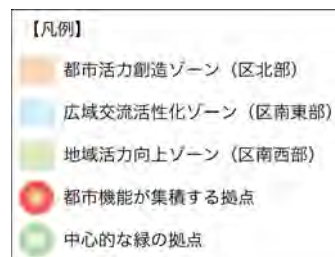 【凡例】
都市活力創造ゾーン（区北部）
広域交流活性化ゾーン（区南東部）
地域活力向上ゾーン（区南西部）
都市機能が集積する拠点
中心的な緑の拠点